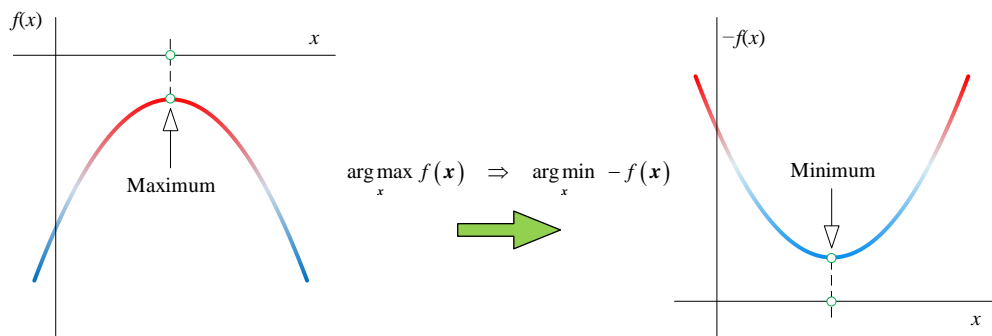 f(x)
x
Maximum
arg max f(x) ⇒ arg min −f(x)
x x
−f(x)
Minimum
x